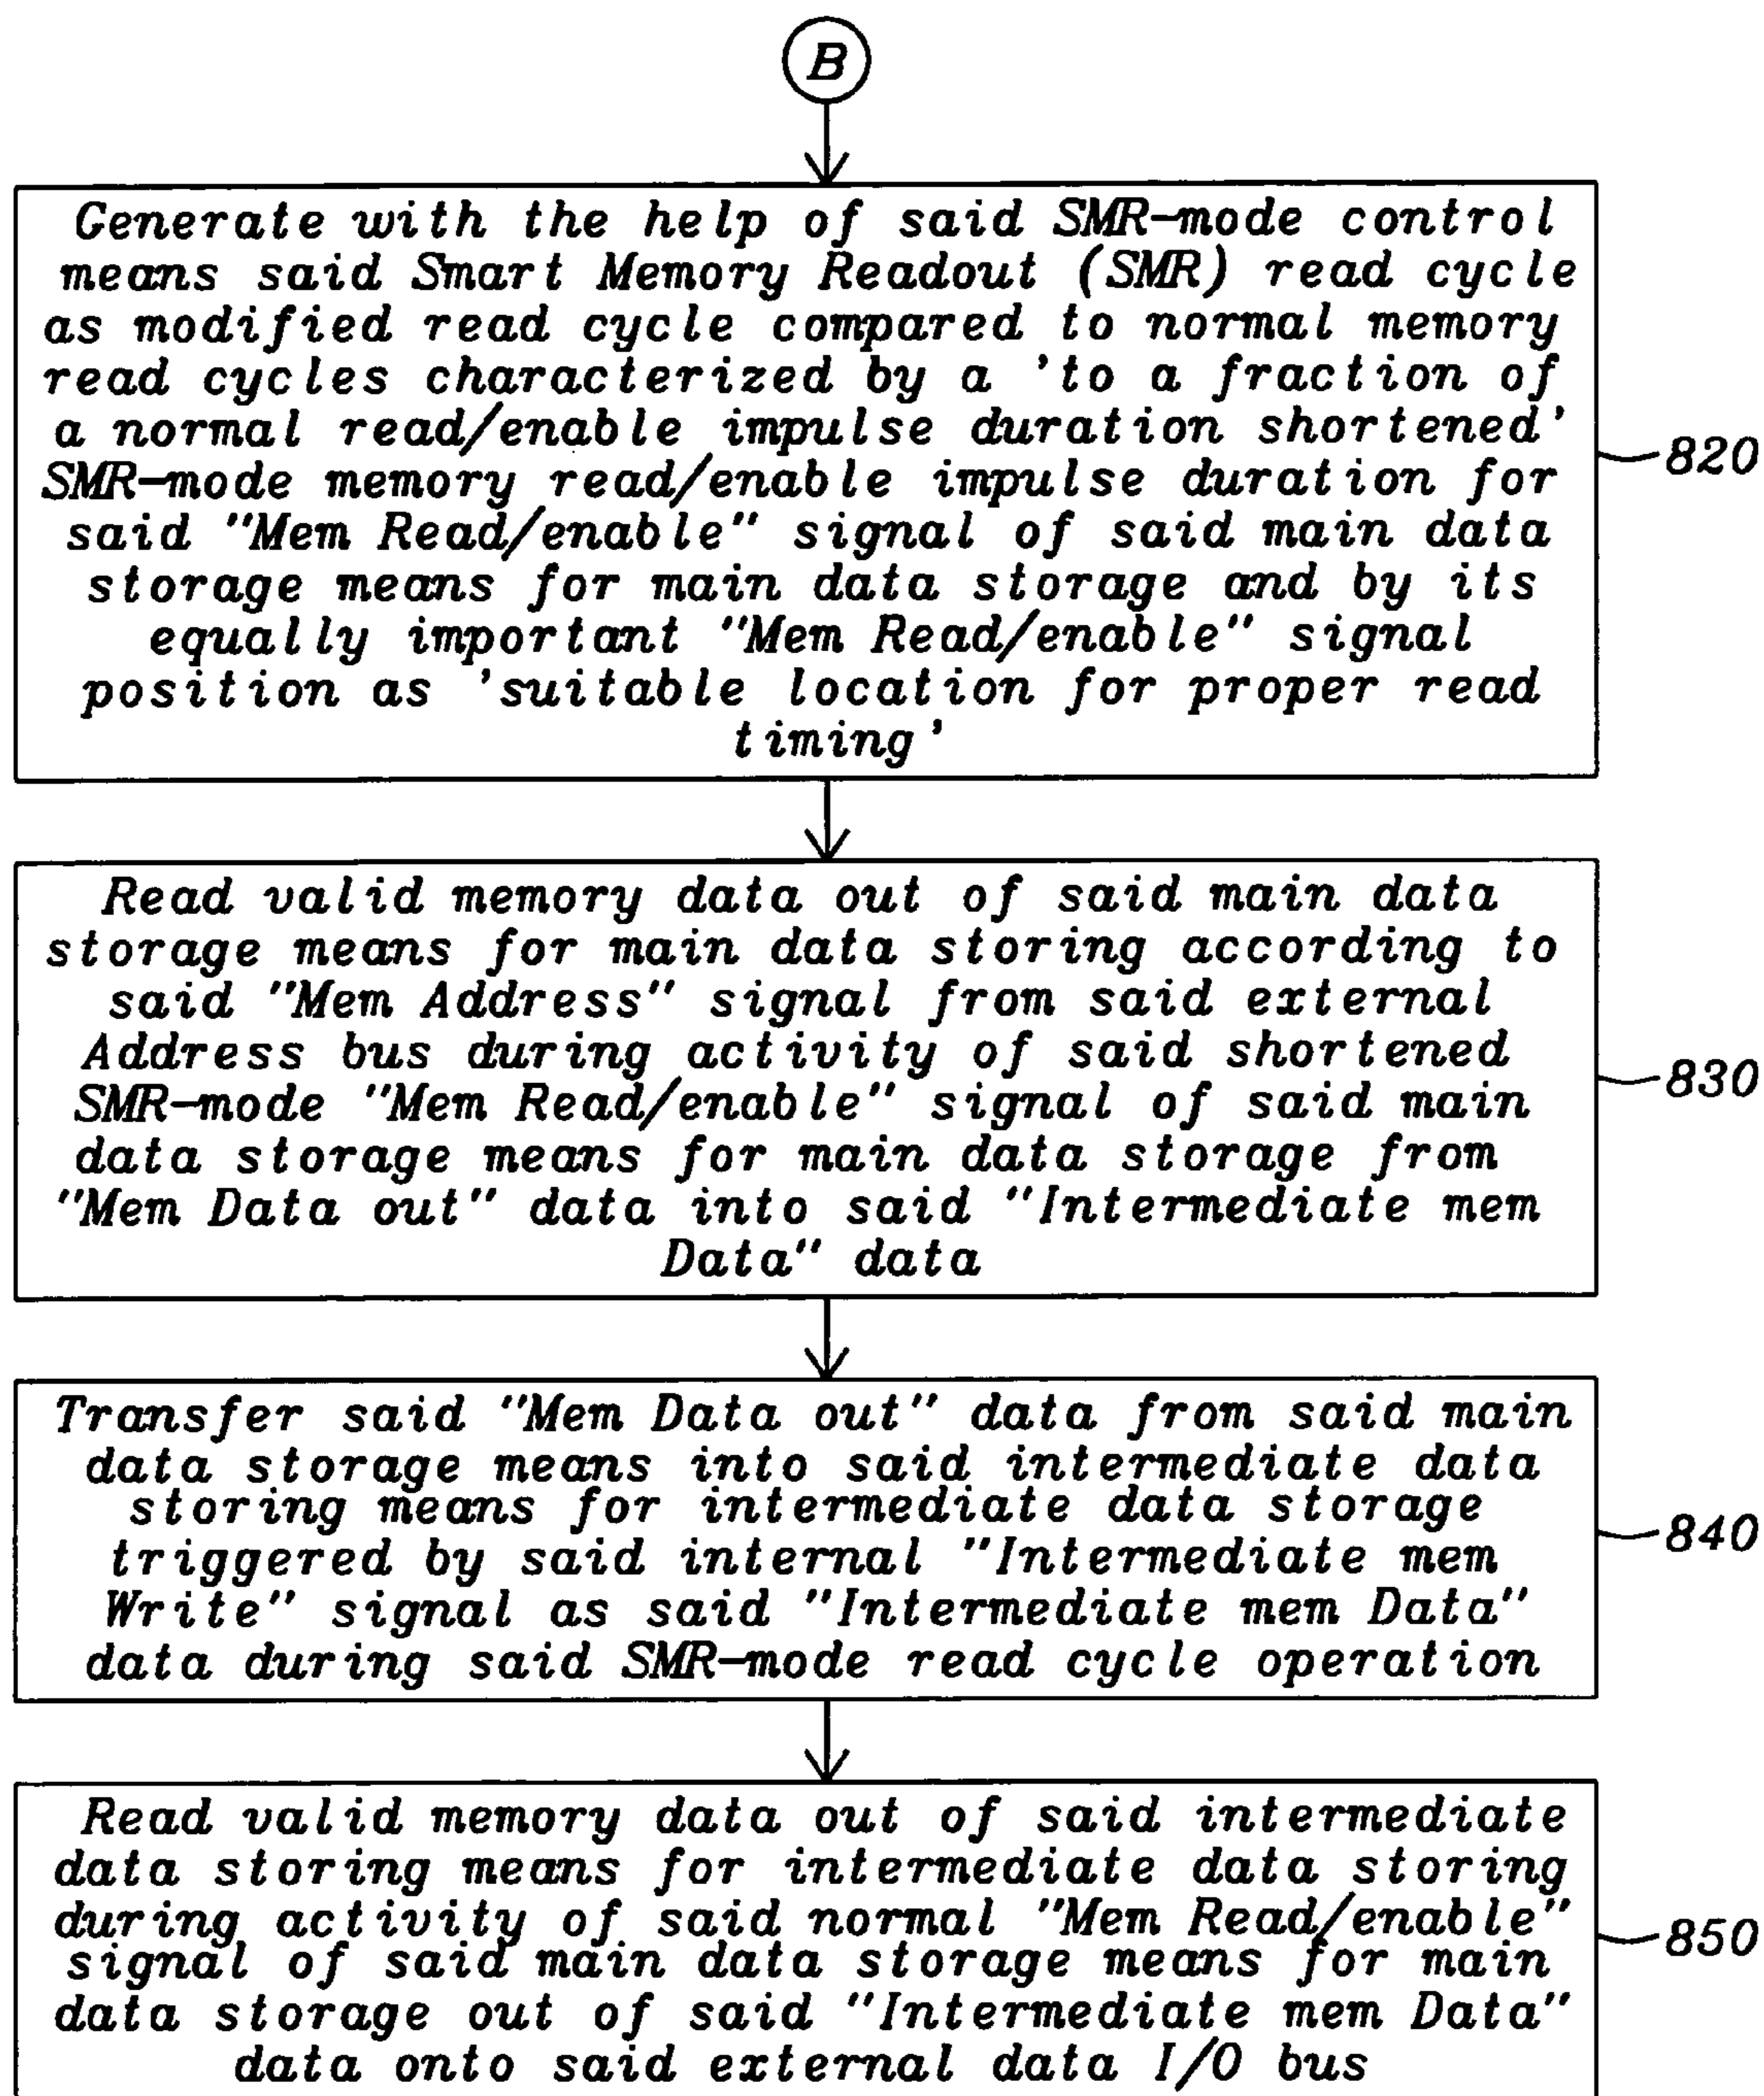 B
Generate with the help of said SMR-mode control
means said Smart Memory Readout (SMR) read cycle
as modified read cycle compared to normal memory
read cycles characterized by a 'to a fraction of
a normal read/enable impulse duration shortened'
SMR-mode memory read/enable impulse duration for
said "Mem Read/enable" signal of said main data
storage means for main data storage and by its
equally important "Mem Read/enable" signal
position as 'suitable location for proper read
timing'
820
Read valid memory data out of said main data
storage means for main data storing according to
said "Mem Address" signal from said external
Address bus during activity of said shortened
SMR-mode "Mem Read/enable" signal of said main
data storage means for main data storage from
"Mem Data out" data into said "Intermediate mem
Data" data
830
Transfer said "Mem Data out" data from said main
data storage means into said intermediate data
storing means for intermediate data storage
triggered by said internal "Intermediate mem
Write" signal as said "Intermediate mem Data"
data during said SMR-mode read cycle operation
840
Read valid memory data out of said intermediate
data storing means for intermediate data storing
during activity of said normal "Mem Read/enable"
signal of said main data storage means for main
data storage out of said "Intermediate mem Data"
data onto said external data I/O bus
850